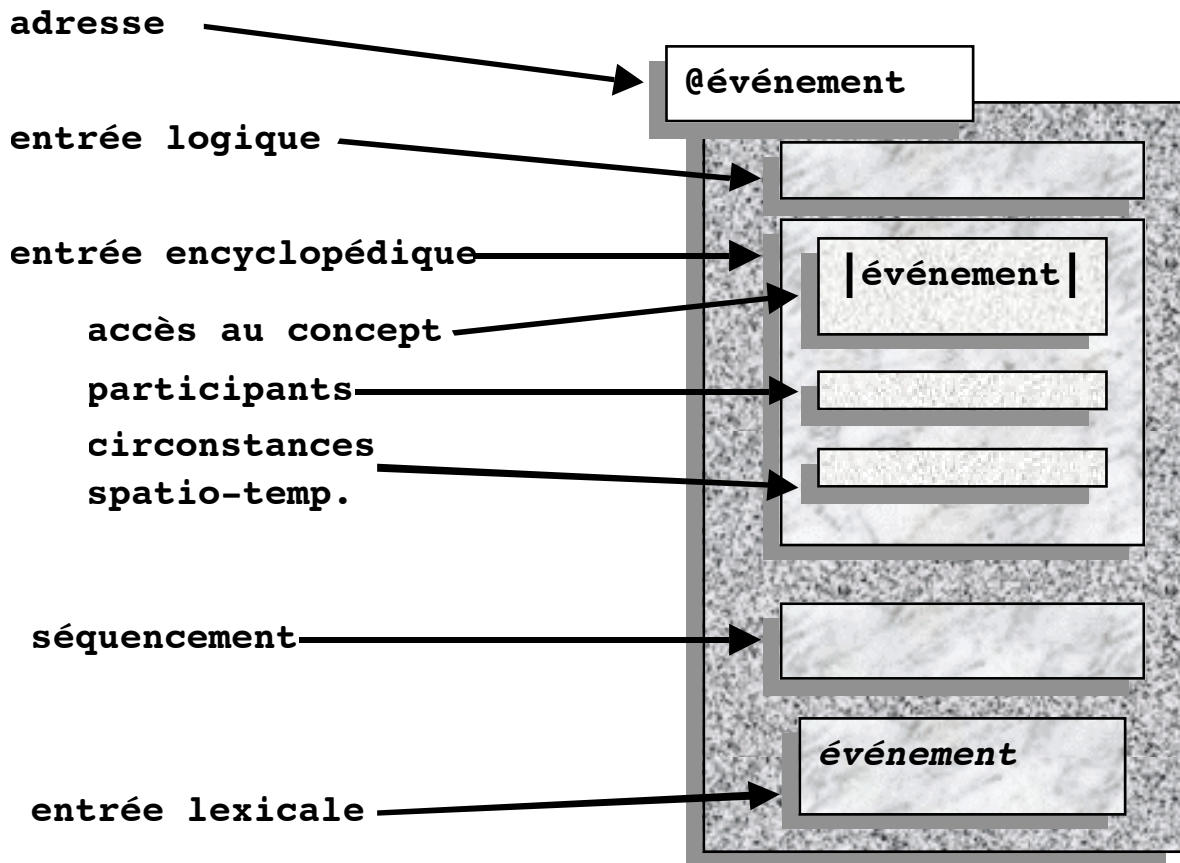 adresse
@événement
entrée logique
entrée encyclopédique
|événement|
accès au concept
participants
circonstances
spatio-temp.
séquencement
événement
entrée lexicale